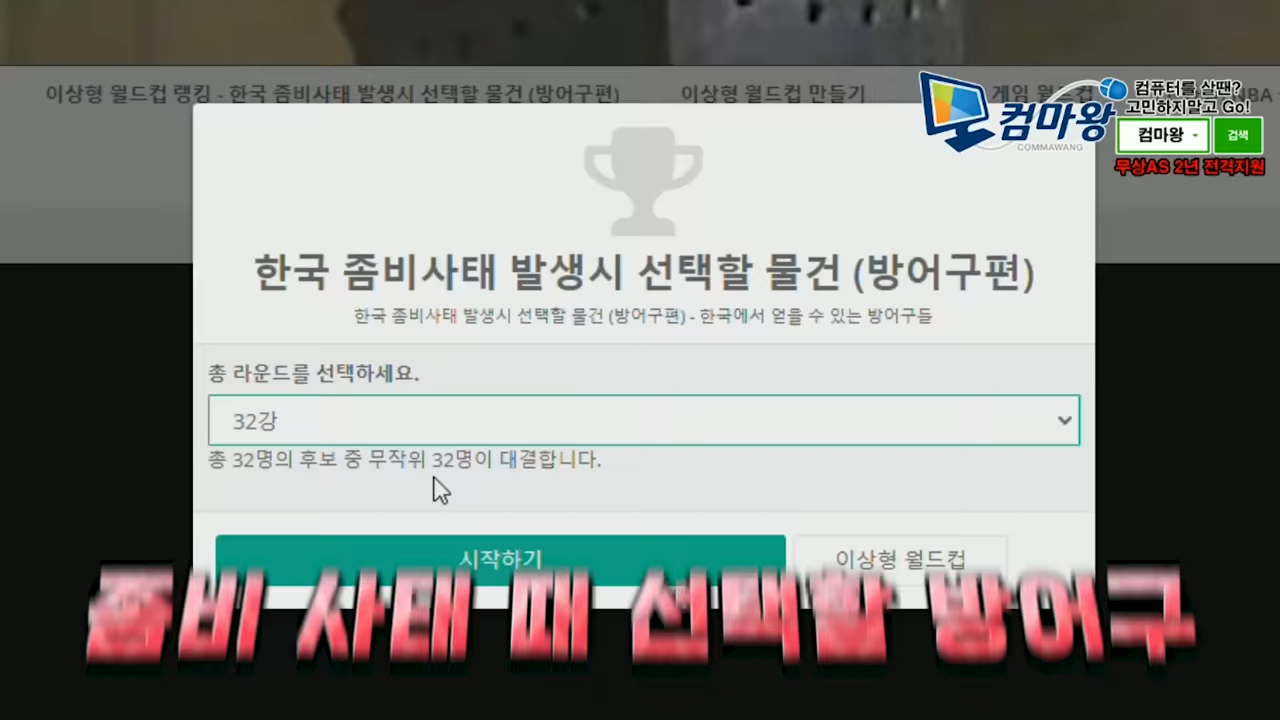 이상형 월드컵 랭킹 - 한국 좀비사태 발생시 선택할 물건 (방어구편)
이상형 월드컵 만들기
게임 월드컵
BA
컴마왕
COMMAWANG
컴퓨터를 살땐?
고민하지말고 Go!
컴마왕
검색
무상AS 2년 전격지원
한국 좀비사태 발생시 선택할 물건 (방어구편)
한국 좀비사태 발생시 선택할 물건 (방어구편) - 한국에서 얻을 수 있는 방어구들
총 라운드를 선택하세요.
32강
총 32명의 후보 중 무작위 32명이 대결합니다.
시작하기
이상형 월드컵
좀비 사태 때 선택할 방어구